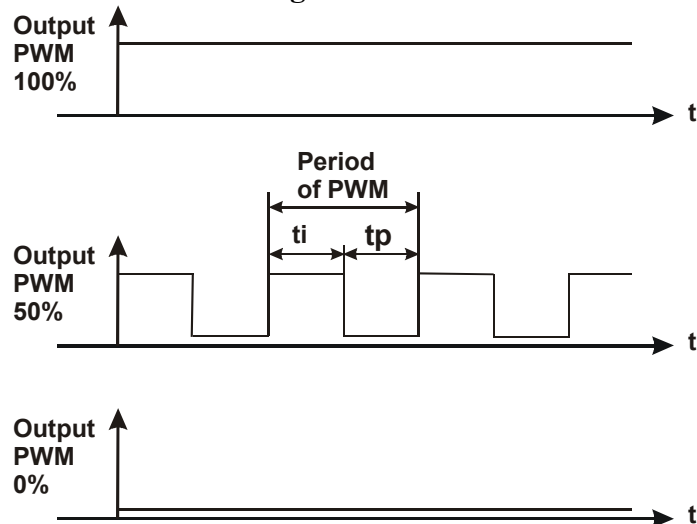 Output
PWM
100%
t
Period
of PWM
ti tp
Output
PWM
50%
t
Output
PWM
0%
t